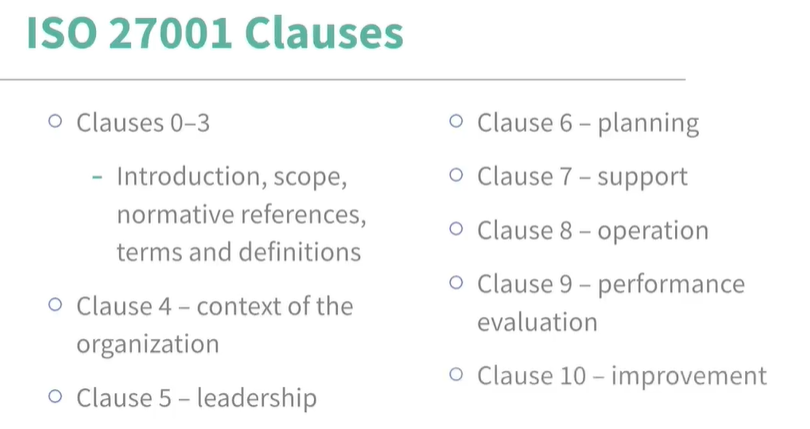 ISO 27001 Clauses
Clauses 0–3
– Introduction, scope,
normative references,
terms and definitions
Clause 4 – context of the
organization
Clause 5 – leadership
Clause 6 – planning
Clause 7 – support
Clause 8 – operation
Clause 9 – performance
evaluation
Clause 10 – improvement